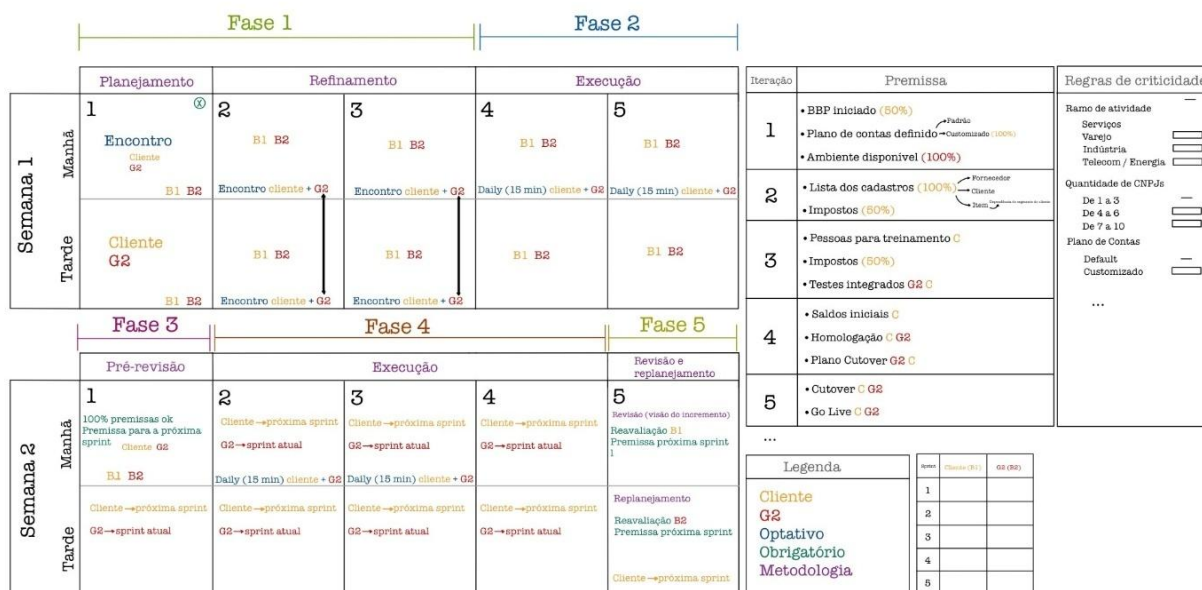 Fase 1
Fase 2
Planejamento
Refinamento
Execução
Semana 1
Manhã
1
Encontro
Cliente
G2
B1 B2
2
B1 B2
Encontro cliente + G2
3
B1 B2
Encontro cliente + G2
4
B1 B2
Daily (15 min) cliente + G2
5
B1 B2
Daily (15 min) cliente + G2
Tarde
Cliente
G2
B1 B2
B1 B2
Encontro cliente + G2
B1 B2
Encontro cliente + G2
B1 B2
B1 B2
Fase 3
Fase 4
Fase 5
Pré-revisão
Execução
Revisão e
replanejamento
Semana 2
Manhã
1
100% premissas ok
Premissa para a próxima
sprint
Cliente G2
B1 B2
2
Cliente→próxima sprint
G2→sprint atual
Daily (15 min) cliente + G2
3
Cliente→próxima sprint
G2→sprint atual
Daily (15 min) cliente + G2
4
Cliente→próxima sprint
G2→sprint atual
5
Revisão (visão do incremento)
Reavaliação B1
Premissa próxima sprint
1
Tarde
Cliente→próxima sprint
G2→sprint atual
Cliente→próxima sprint
G2→sprint atual
Cliente→próxima sprint
G2→sprint atual
Cliente→próxima sprint
G2→sprint atual
Replanejamento
Reavaliação B2
Premissa próxima sprint
Cliente→próxima sprint
Iteração
Premissa
1
• BBP iniciado (50%)
• Plano de contas definido
Padrão
Customizado (100%)
• Ambiente disponível (100%)
2
• Lista dos cadastros (100%)
Fornecedor
Cliente
Item
• Impostos (50%)
3
• Pessoas para treinamento C
• Impostos (50%)
• Testes integrados G2 C
4
• Saldos iniciais C
• Homologação C G2
• Plano Cutover G2 C
5
• Cutover C G2
• Go Live C G2
...
Regras de criticidade
Ramo de atividade
Serviços
Varejo
Indústria
Telecom / Energia
Quantidade de CNPJs
De 1 a 3
De 4 a 6
De 7 a 10
Plano de Contas
Default
Customizado
...
Legenda
Cliente
G2
Optativo
Obrigatório
Metodologia
Sprint
Cliente (B1)
G2 (B2)
1
2
3
4
5